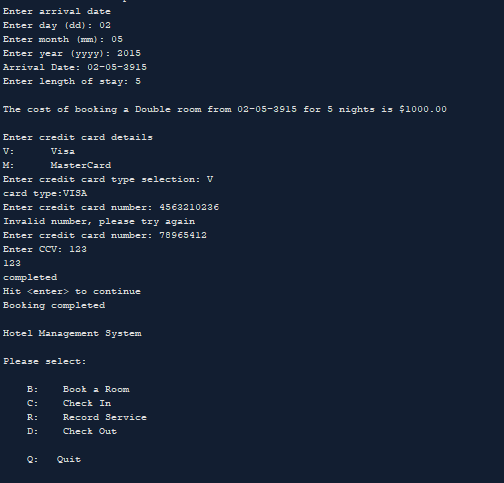 Enter arrival date
Enter day (dd): 02
Enter month (mm): 05
Enter year (yyyy): 2015
Arrival Date: 02-05-3915
Enter length of stay: 5
The cost of booking a Double room from 02-05-3915 for 5 nights is $1000.00
Enter credit card details
V: Visa
M: MasterCard
Enter credit card type selection: V
card type:VISA
Enter credit card number: 4563210236
Invalid number, please try again
Enter credit card number: 78965412
Enter CCV: 123
123
completed
Hit <enter> to continue
Booking completed
Hotel Management System
Please select:
B: Book a Room
C: Check In
R: Record Service
D: Check Out
Q: Quit